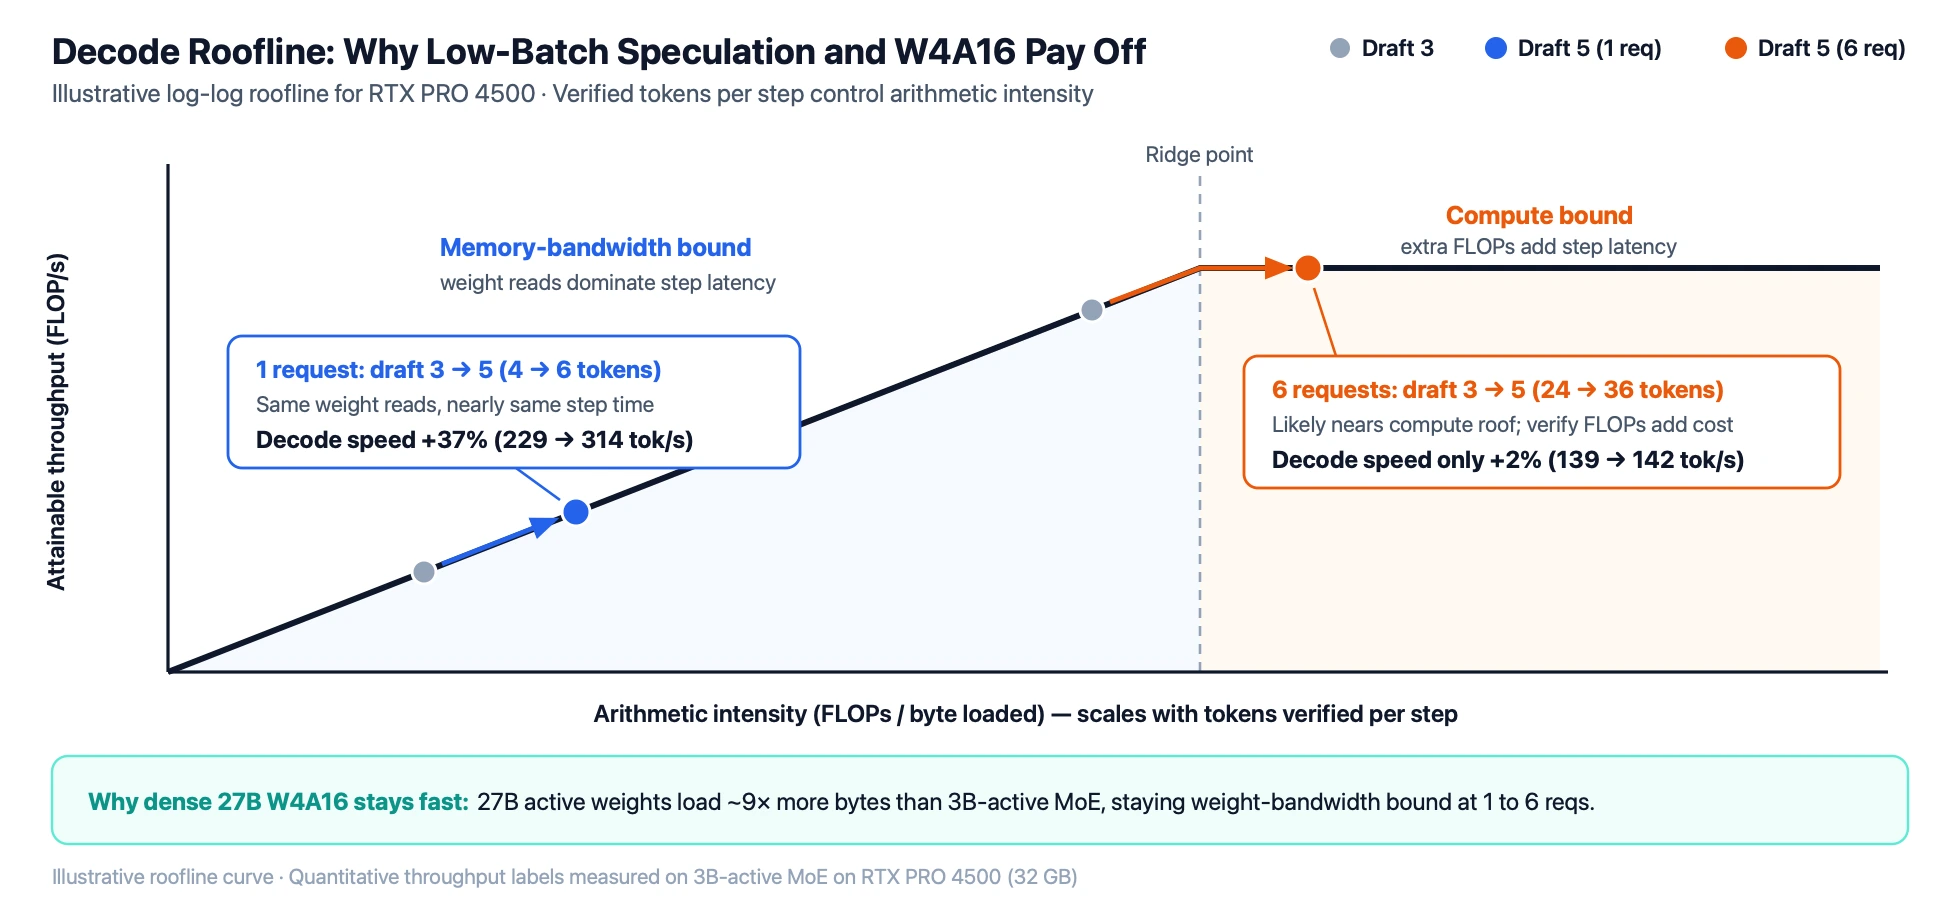 Decode Roofline: Why Low-Batch Speculation and W4A16 Pay Off
Illustrative log-log roofline for RTX PRO 4500 · Verified tokens per step control arithmetic intensity
Draft 3
Draft 5 (1 req)
Draft 5 (6 req)
Ridge point
Compute bound
extra FLOPs add step latency
Memory-bandwidth bound
weight reads dominate step latency
1 request: draft 3 → 5 (4 → 6 tokens)
Same weight reads, nearly same step time
Decode speed +37% (229 → 314 tok/s)
6 requests: draft 3 → 5 (24 → 36 tokens)
Likely nears compute roof; verify FLOPs add cost
Decode speed only +2% (139 → 142 tok/s)
Attainable throughput (FLOP/s)
Arithmetic intensity (FLOPs / byte loaded) — scales with tokens verified per step
Why dense 27B W4A16 stays fast: 27B active weights load ~9× more bytes than 3B-active MoE, staying weight-bandwidth bound at 1 to 6 reqs.
Illustrative roofline curve · Quantitative throughput labels measured on 3B-active MoE on RTX PRO 4500 (32 GB)